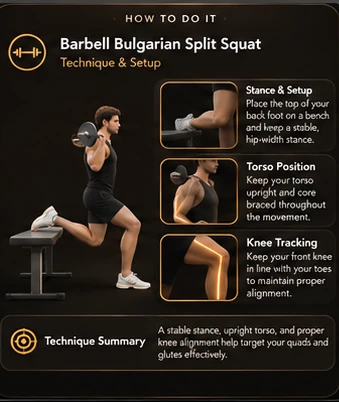 HOW TO DO IT
Barbell Bulgarian Split Squat
Technique & Setup
Stance & Setup
Place the top of your
back foot on a bench
and keep a stable,
hip-width stance.
Torso Position
Keep your torso
upright and core
braced throughout
the movement.
Knee Tracking
Keep your front knee
in line with your toes
to maintain proper
alignment.
Technique Summary
A stable stance, upright torso, and proper
knee alignment help target your quads and
glutes effectively.